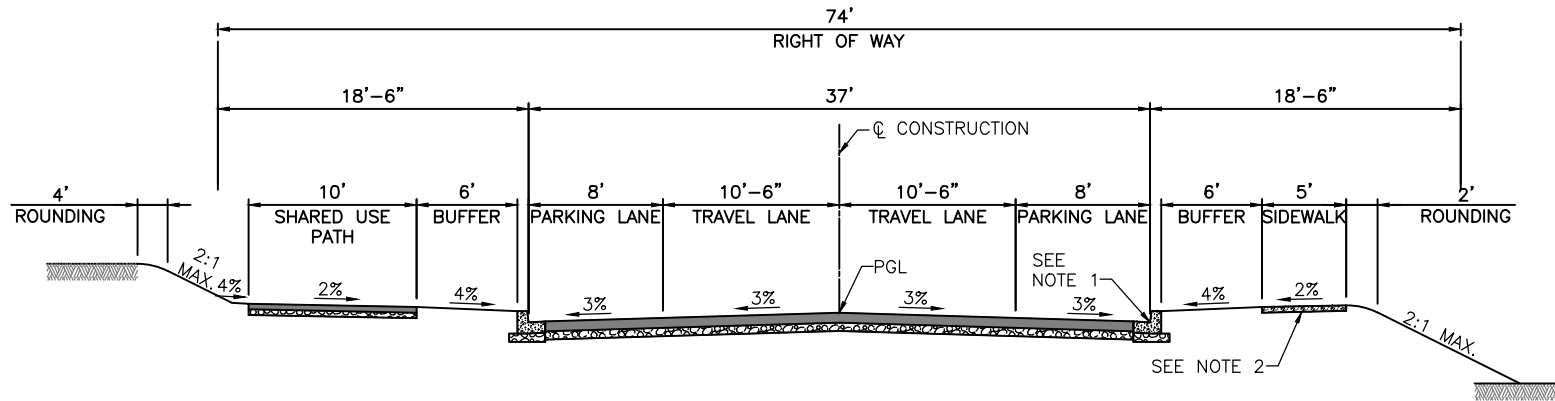 74'
RIGHT OF WAY
18'-6"
37'
18'-6"
℄ CONSTRUCTION
4'
ROUNDING
10'
SHARED USE
PATH
6'
BUFFER
8'
PARKING LANE
10'-6"
TRAVEL LANE
10'-6"
TRAVEL LANE
8'
PARKING LANE
6'
BUFFER
5'
SIDEWALK
2'
ROUNDING
2:1
MAX.
4%
2%
4%
3%
3%
PGL
3%
3%
SEE
NOTE 1
4%
2%
2:1
MAX.
SEE NOTE 2